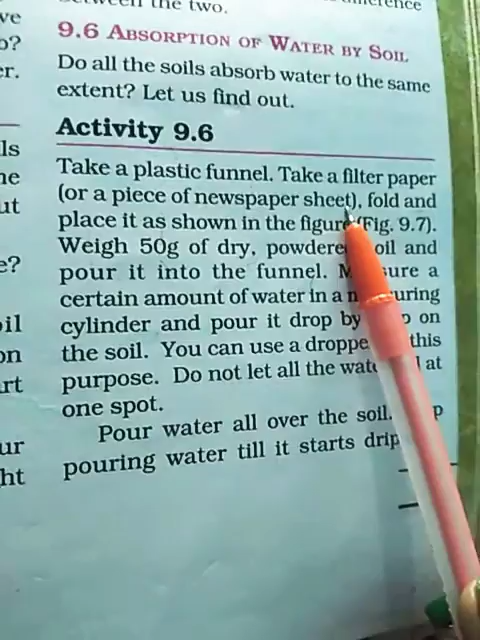 between the two.
difference
9.6 ABSORPTION OF WATER BY SOIL
Do all the soils absorb water to the same
extent? Let us find out.
Activity 9.6
Take a plastic funnel. Take a filter paper
(or a piece of newspaper sheet), fold and
place it as shown in the figure (Fig. 9.7).
Weigh 50g of dry, powdered soil and
pour it into the funnel. Measure a
certain amount of water in a measuring
cylinder and pour it drop by drop on
the soil. You can use a dropper this
purpose. Do not let all the water at
one spot.
Pour water all over the soil.
pouring water till it starts